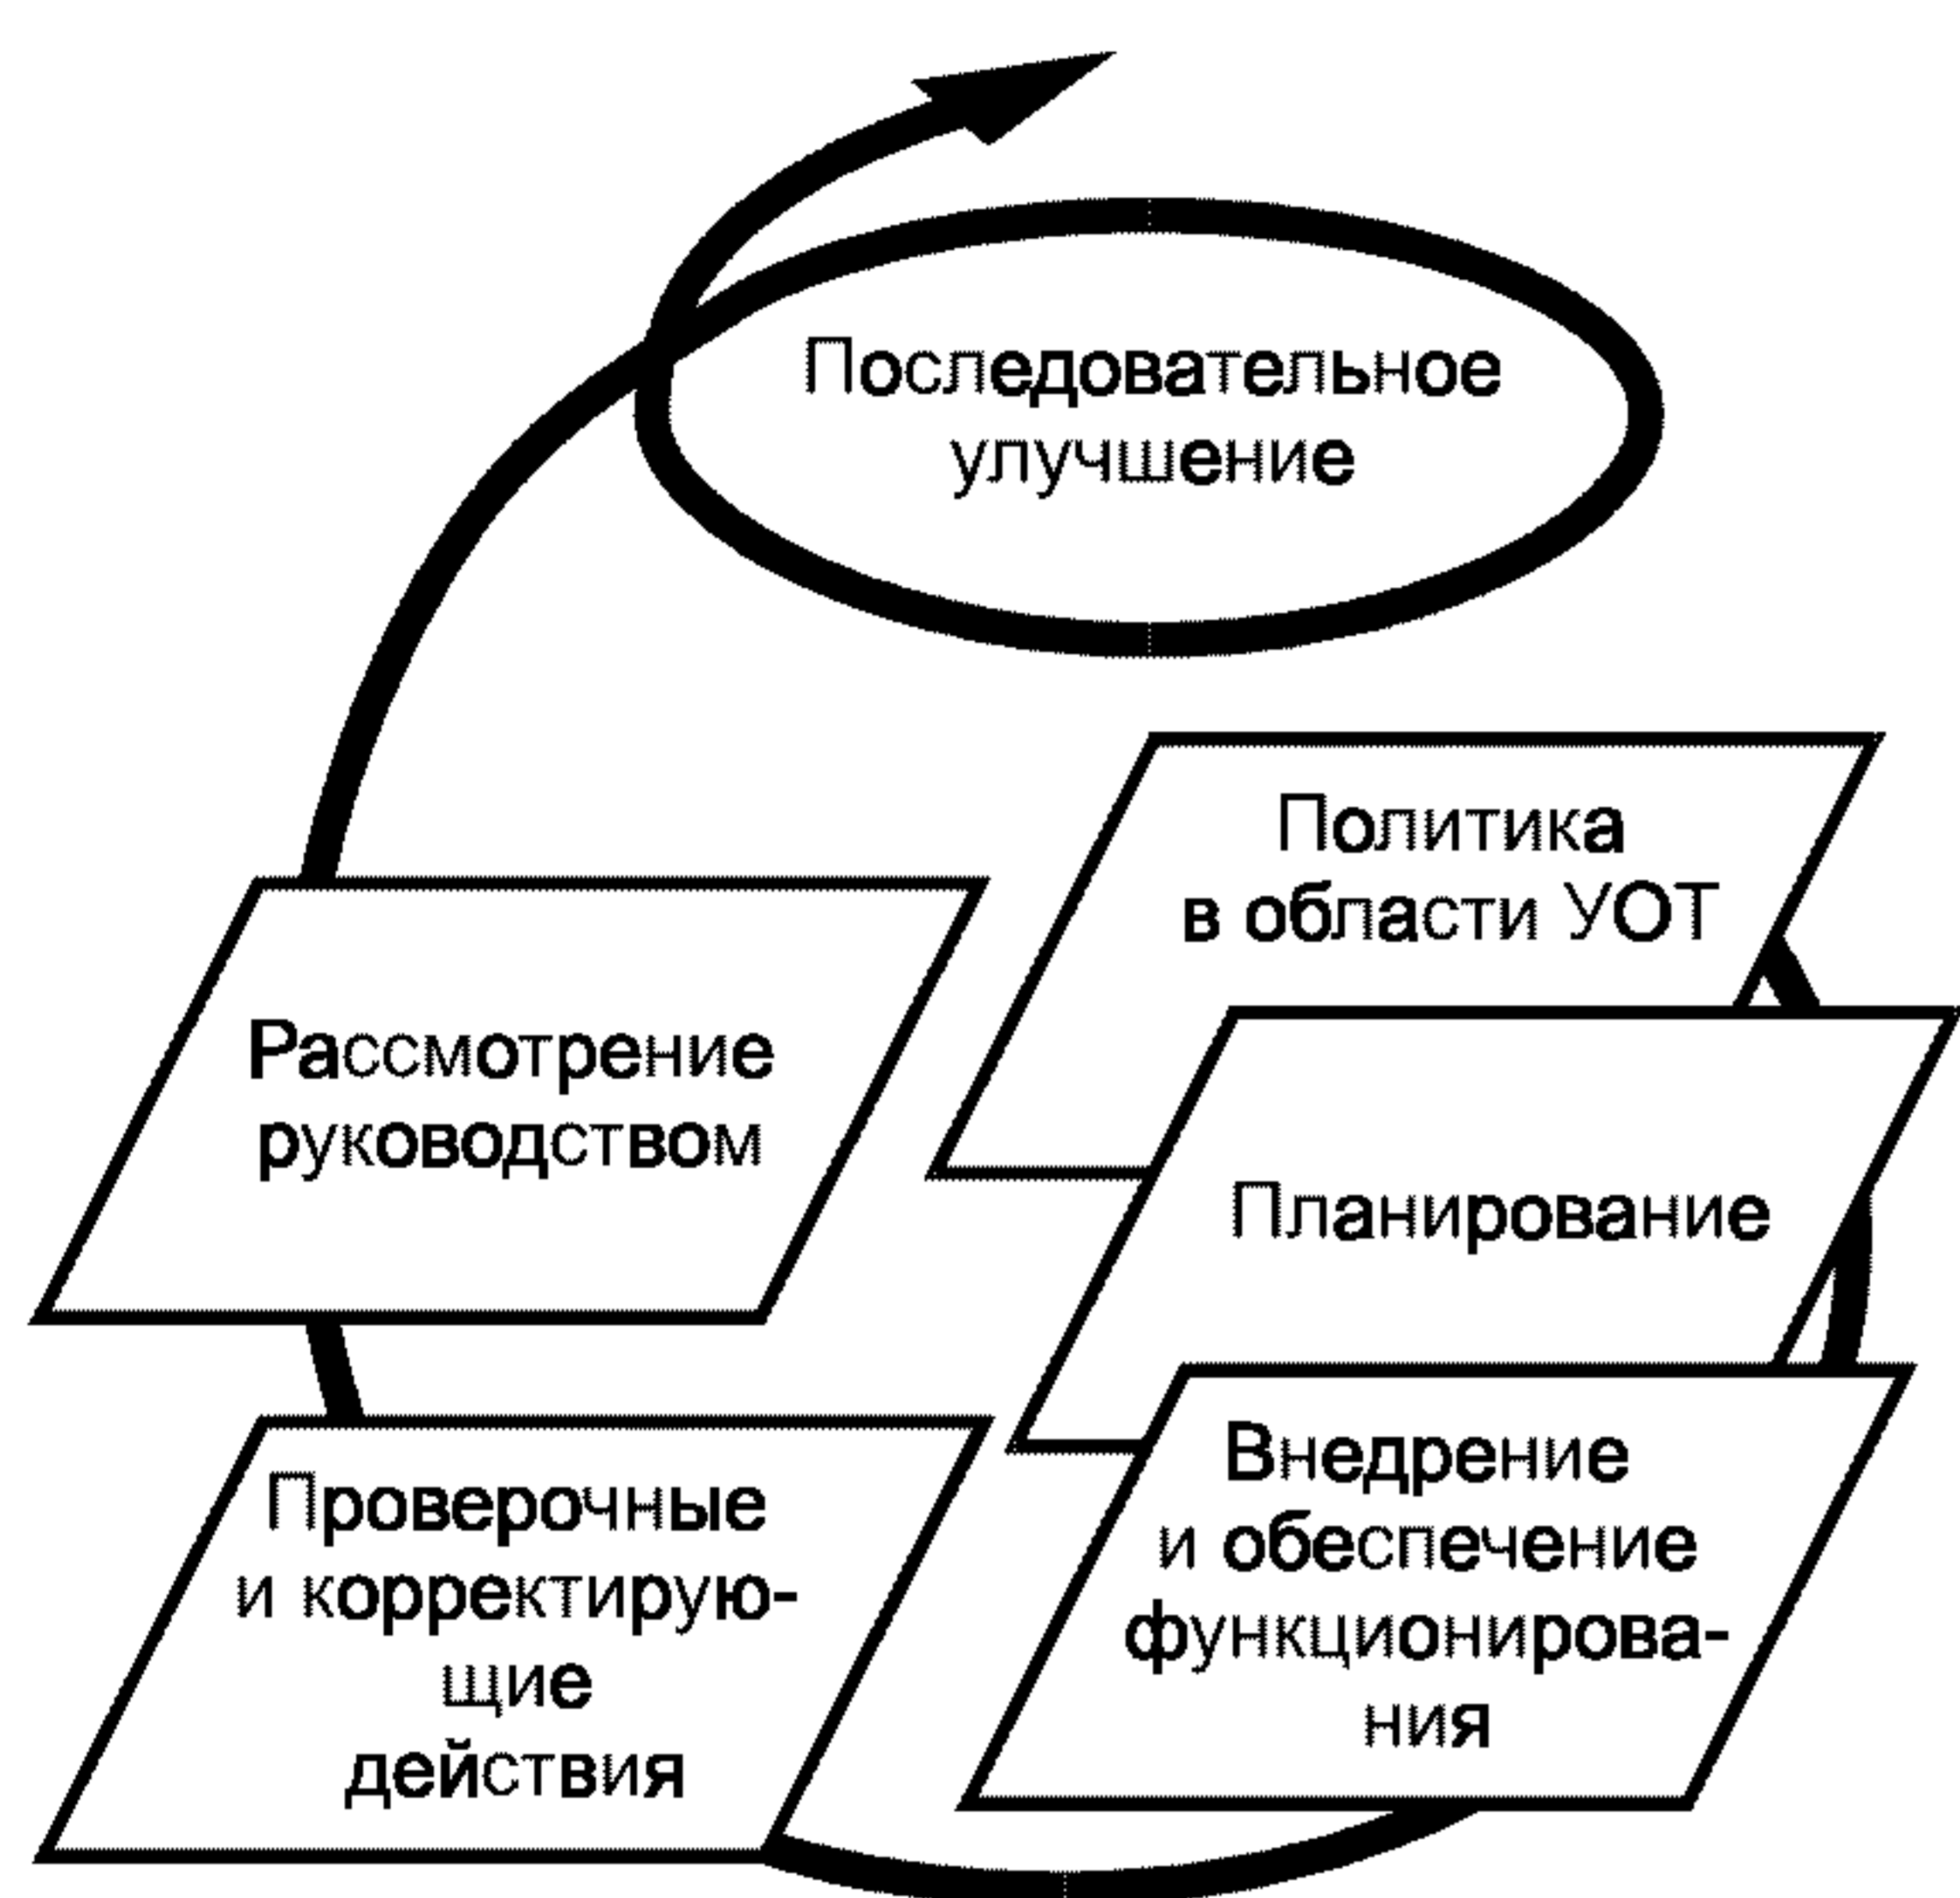 Последовательное
улучшение
Политика
в области УОТ
Рассмотрение
руководством
Планирование
Проверочные
и корректирую-
щие
действия
Внедрение
и обеспечение
функционирова-
ния